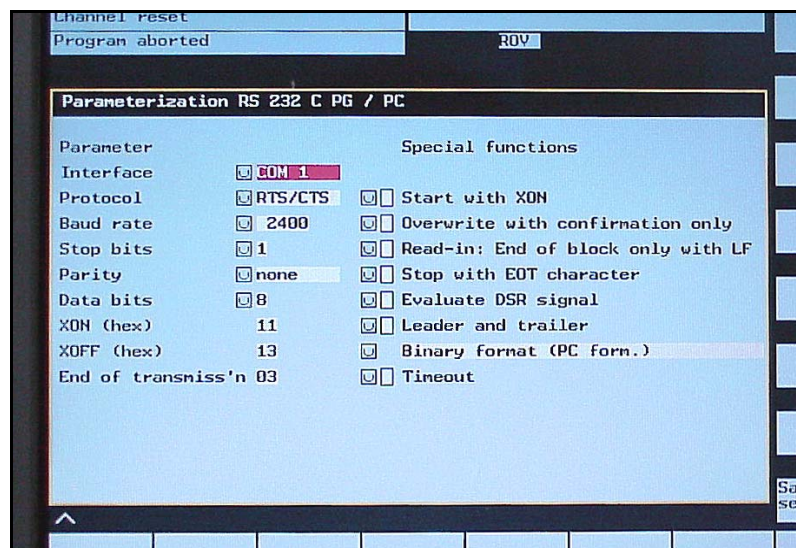 Channel reset
Program aborted
ROV
Parameterization RS 232 C PG / PC
Parameter Special functions
Interface COM 1
Protocol RTS/CTS Start with XON
Baud rate 2400 Overwrite with confirmation only
Stop bits 1 Read-in: End of block only with LF
Parity none Stop with EOT character
Data bits 8 Evaluate DSR signal
XON (hex) 11 Leader and trailer
XOFF (hex) 13 Binary format (PC form.)
End of transmiss'n 03 Timeout